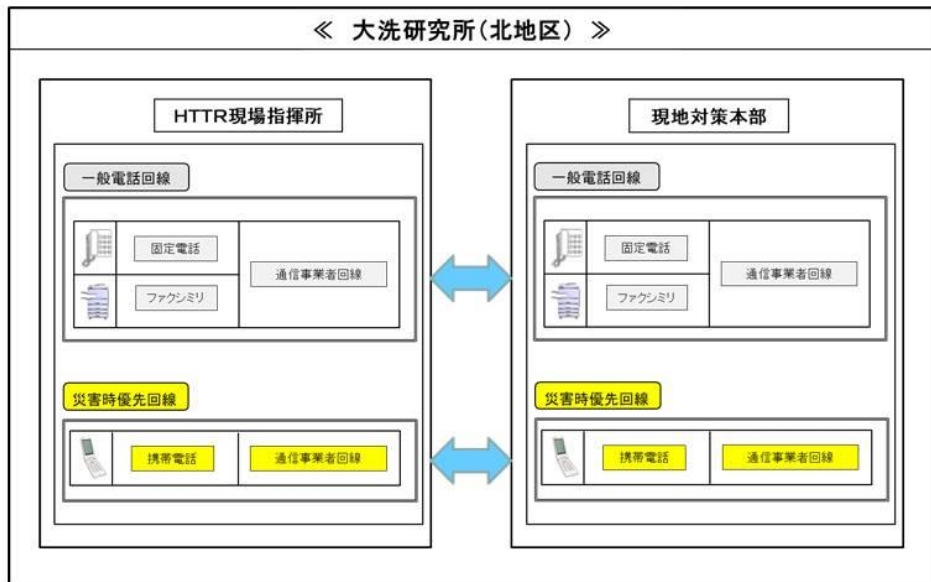 ≪ 大洗研究所(北地区) ≫
HTTR現場指揮所
一般電話回線
固定電話
通信事業者回線
ファクシミリ
災害時優先回線
携帯電話
通信事業者回線
現地対策本部
一般電話回線
固定電話
通信事業者回線
ファクシミリ
災害時優先回線
携帯電話
通信事業者回線